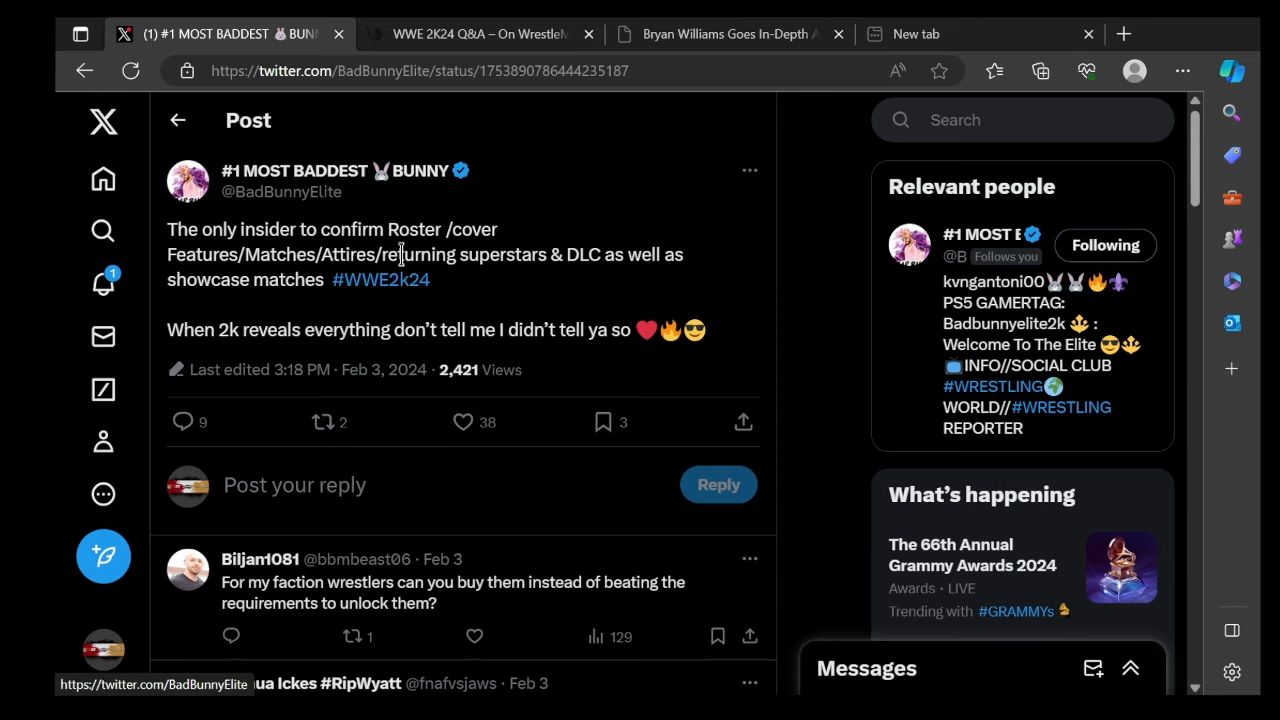 (1) #1 MOST BADDEST 🐰BUN
WWE 2K24 Q&A – On WrestleM
Bryan Williams Goes In-Depth A
New tab
https://twitter.com/BadBunnyElite/status/1753890786444235187
Post
#1 MOST BADDEST 🐰BUNNY
@BadBunnyElite
The only insider to confirm Roster /cover
Features/Matches/Attires/returning superstars & DLC as well as
showcase matches #WWE2k24
When 2k reveals everything don’t tell me I didn’t tell ya so ❤️🔥😎
Last edited 3:18 PM · Feb 3, 2024 · 2,421 Views
9
2
38
3
Post your reply
Reply
Biljam1081 @bbmbeast06 · Feb 3
For my faction wrestlers can you buy them instead of beating the
requirements to unlock them?
1
129
ua Ickes #RipWyatt @fnafvsjaws · Feb 3
1
https://twitter.com/BadBunnyElite
Search
Relevant people
#1 MOST E
@B Follows you
Following
kvngantoni00🐰🐰🔥⚜️
PS5 GAMERTAG:
Badbunnyelite2k 🔱 :
Welcome To The Elite 😎🔱
📺INFO//SOCIAL CLUB
#WRESTLING🌍
WORLD//#WRESTLING
REPORTER
What’s happening
The 66th Annual
Grammy Awards 2024
Awards · LIVE
Trending with #GRAMMYs
Messages